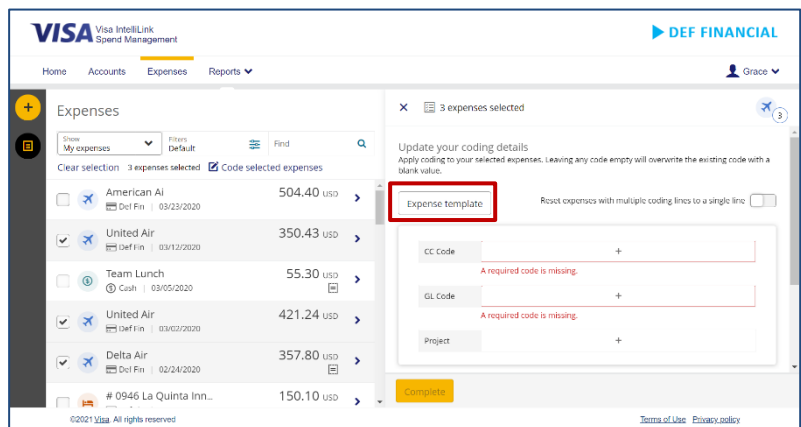 VISA Visa IntelliLink
Spend Management
DEF FINANCIAL
Home Accounts Expenses Reports
Grace
Expenses
3 expenses selected
3
Show
My expenses
Filters
Default
Find
Clear selection 3 expenses selected Code selected expenses
Update your coding details
Apply coding to your selected expenses. Leaving any code empty will overwrite the existing code with a
blank value.
Expense template
Reset expenses with multiple coding lines to a single line
American Ai 504.40 USD
Def Fin | 03/23/2020
United Air 350.43 USD
Def Fin | 03/12/2020
Team Lunch 55.30 USD
Cash | 03/05/2020
United Air 421.24 USD
Def Fin | 03/02/2020
Delta Air 357.80 USD
Def Fin | 02/24/2020
# 0946 La Quinta Inn... 150.10 USD
CC Code +
A required code is missing.
GL Code +
A required code is missing.
Project +
Complete
©2021 Visa. All rights reserved
Terms of Use Privacy policy